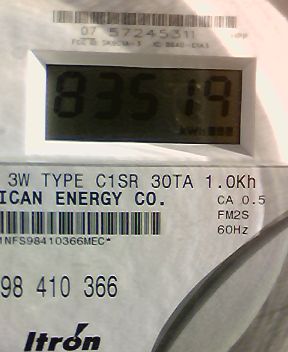 07 57245311
83519
kWh
3W TYPE C1SR 30TA 1.0Kh
ICAN ENERGY CO.
CA 0.5
FM2S
60Hz
1NFS98410366MEC*
98 410 366
Itron